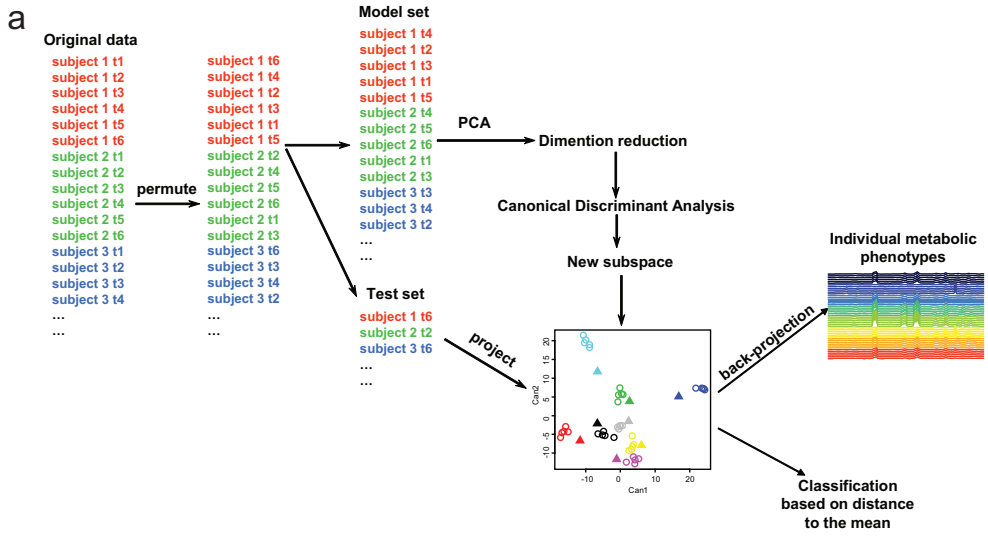 a
Original data
subject 1 t1
subject 1 t2
subject 1 t3
subject 1 t4
subject 1 t5
subject 1 t6
subject 2 t1
subject 2 t2
subject 2 t3
subject 2 t4
subject 2 t5
subject 2 t6
subject 3 t1
subject 3 t2
subject 3 t3
subject 3 t4
...
...
permute
subject 1 t6
subject 1 t4
subject 1 t2
subject 1 t3
subject 1 t1
subject 1 t5
subject 2 t2
subject 2 t4
subject 2 t5
subject 2 t6
subject 2 t1
subject 2 t3
subject 3 t6
subject 3 t3
subject 3 t4
subject 3 t2
...
...
Model set
subject 1 t4
subject 1 t2
subject 1 t3
subject 1 t1
subject 1 t5
subject 2 t4
subject 2 t5
subject 2 t6
subject 2 t1
subject 2 t3
subject 3 t3
subject 3 t4
subject 3 t2
...
...
Test set
subject 1 t6
subject 2 t2
subject 3 t6
...
...
PCA
Dimention reduction
Canonical Discriminant Analysis
New subspace
project
Can2
20
15
10
5
0
-5
-10
-10
0
10
20
Can1
back-projection
Individual metabolic
phenotypes
Classification
based on distance
to the mean